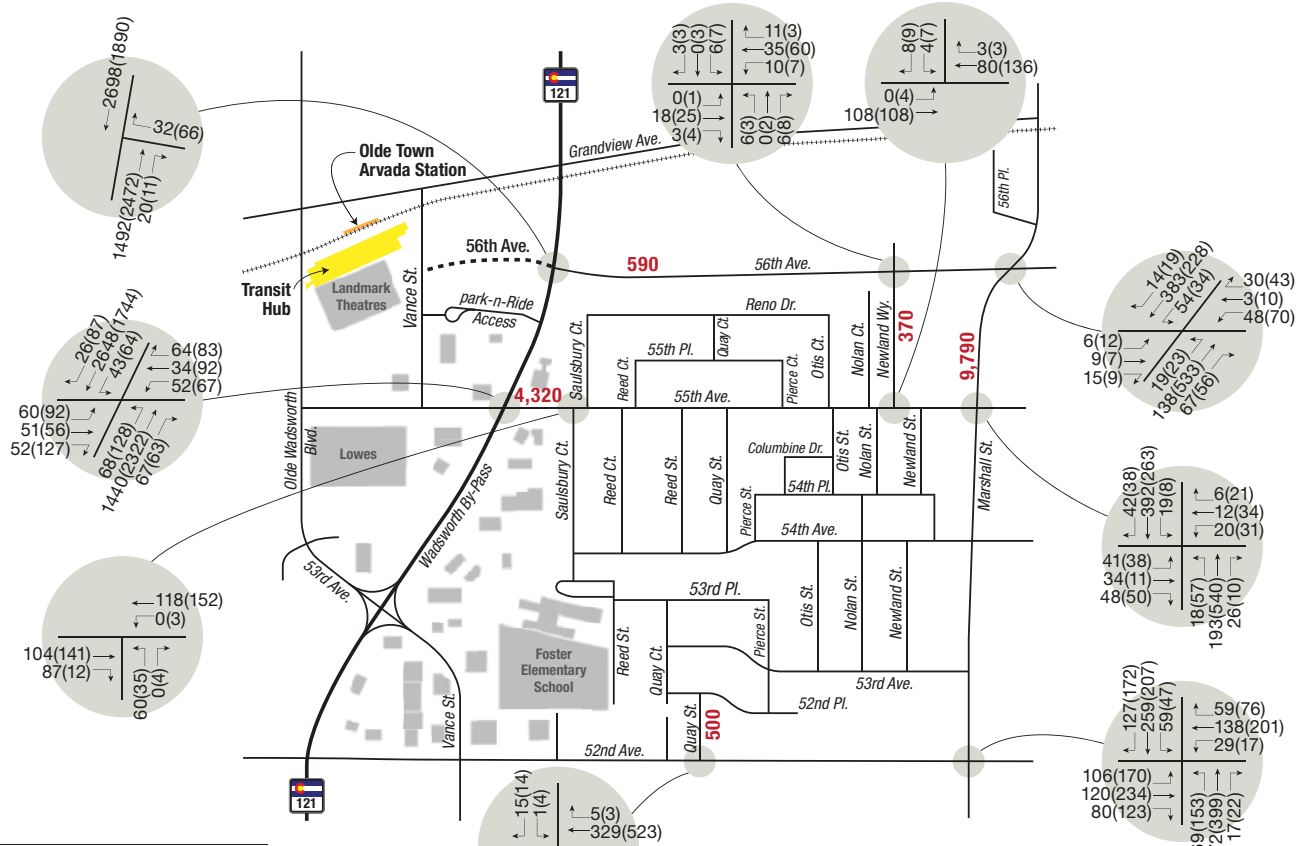 2698(1890)
32(66)
1492(2472)
20(11)
3(3)
0(3)
6(7)
11(3)
35(60)
10(7)
0(1)
18(25)
3(4)
6(3)
0(2)
6(8)
8(9)
4(7)
3(3)
80(136)
0(4)
108(108)
121
Grandview Ave.
Olde Town
Arvada Station
56th Pl.
56th Ave.
590
56th Ave.
Transit
Hub
Landmark
Theatres
Vance St.
park-n-Ride
Access
Saulsbury Ct.
Reno Dr.
Quay Ct.
55th Pl.
Reed Ct.
Pierce Ct.
Otis Ct.
Nolan Ct.
Newland Wy.
370
9,790
14(19)
383(228)
54(34)
30(43)
3(10)
48(70)
6(12)
9(7)
15(9)
19(23)
138(533)
67(56)
26(87)
2648(1744)
43(64)
64(83)
34(92)
52(67)
60(92)
51(56)
52(127)
68(128)
1440(2322)
67(63)
4,320
55th Ave.
Olde Wadsworth
Blvd.
Lowes
Wadsworth By-Pass
Saulsbury Ct.
Reed Ct.
Reed St.
Quay St.
Pierce St.
Columbine Dr.
54th Pl.
Otis St.
Nolan St.
Newland St.
Marshall St.
54th Ave.
42(38)
392(263)
19(8)
6(21)
12(34)
20(31)
41(38)
34(11)
48(50)
18(57)
193(540)
26(10)
118(152)
0(3)
104(141)
87(12)
60(35)
0(4)
53rd Ave.
Vance St.
Foster
Elementary
School
53rd Pl.
Reed St.
Quay Ct.
Pierce St.
Otis St.
Nolan St.
Newland St.
53rd Ave.
52nd Pl.
Quay St.
500
52nd Ave.
121
15(14)
1(4)
5(3)
329(523)
127(172)
259(207)
59(47)
59(76)
138(201)
29(17)
106(170)
120(234)
80(123)
17(22)